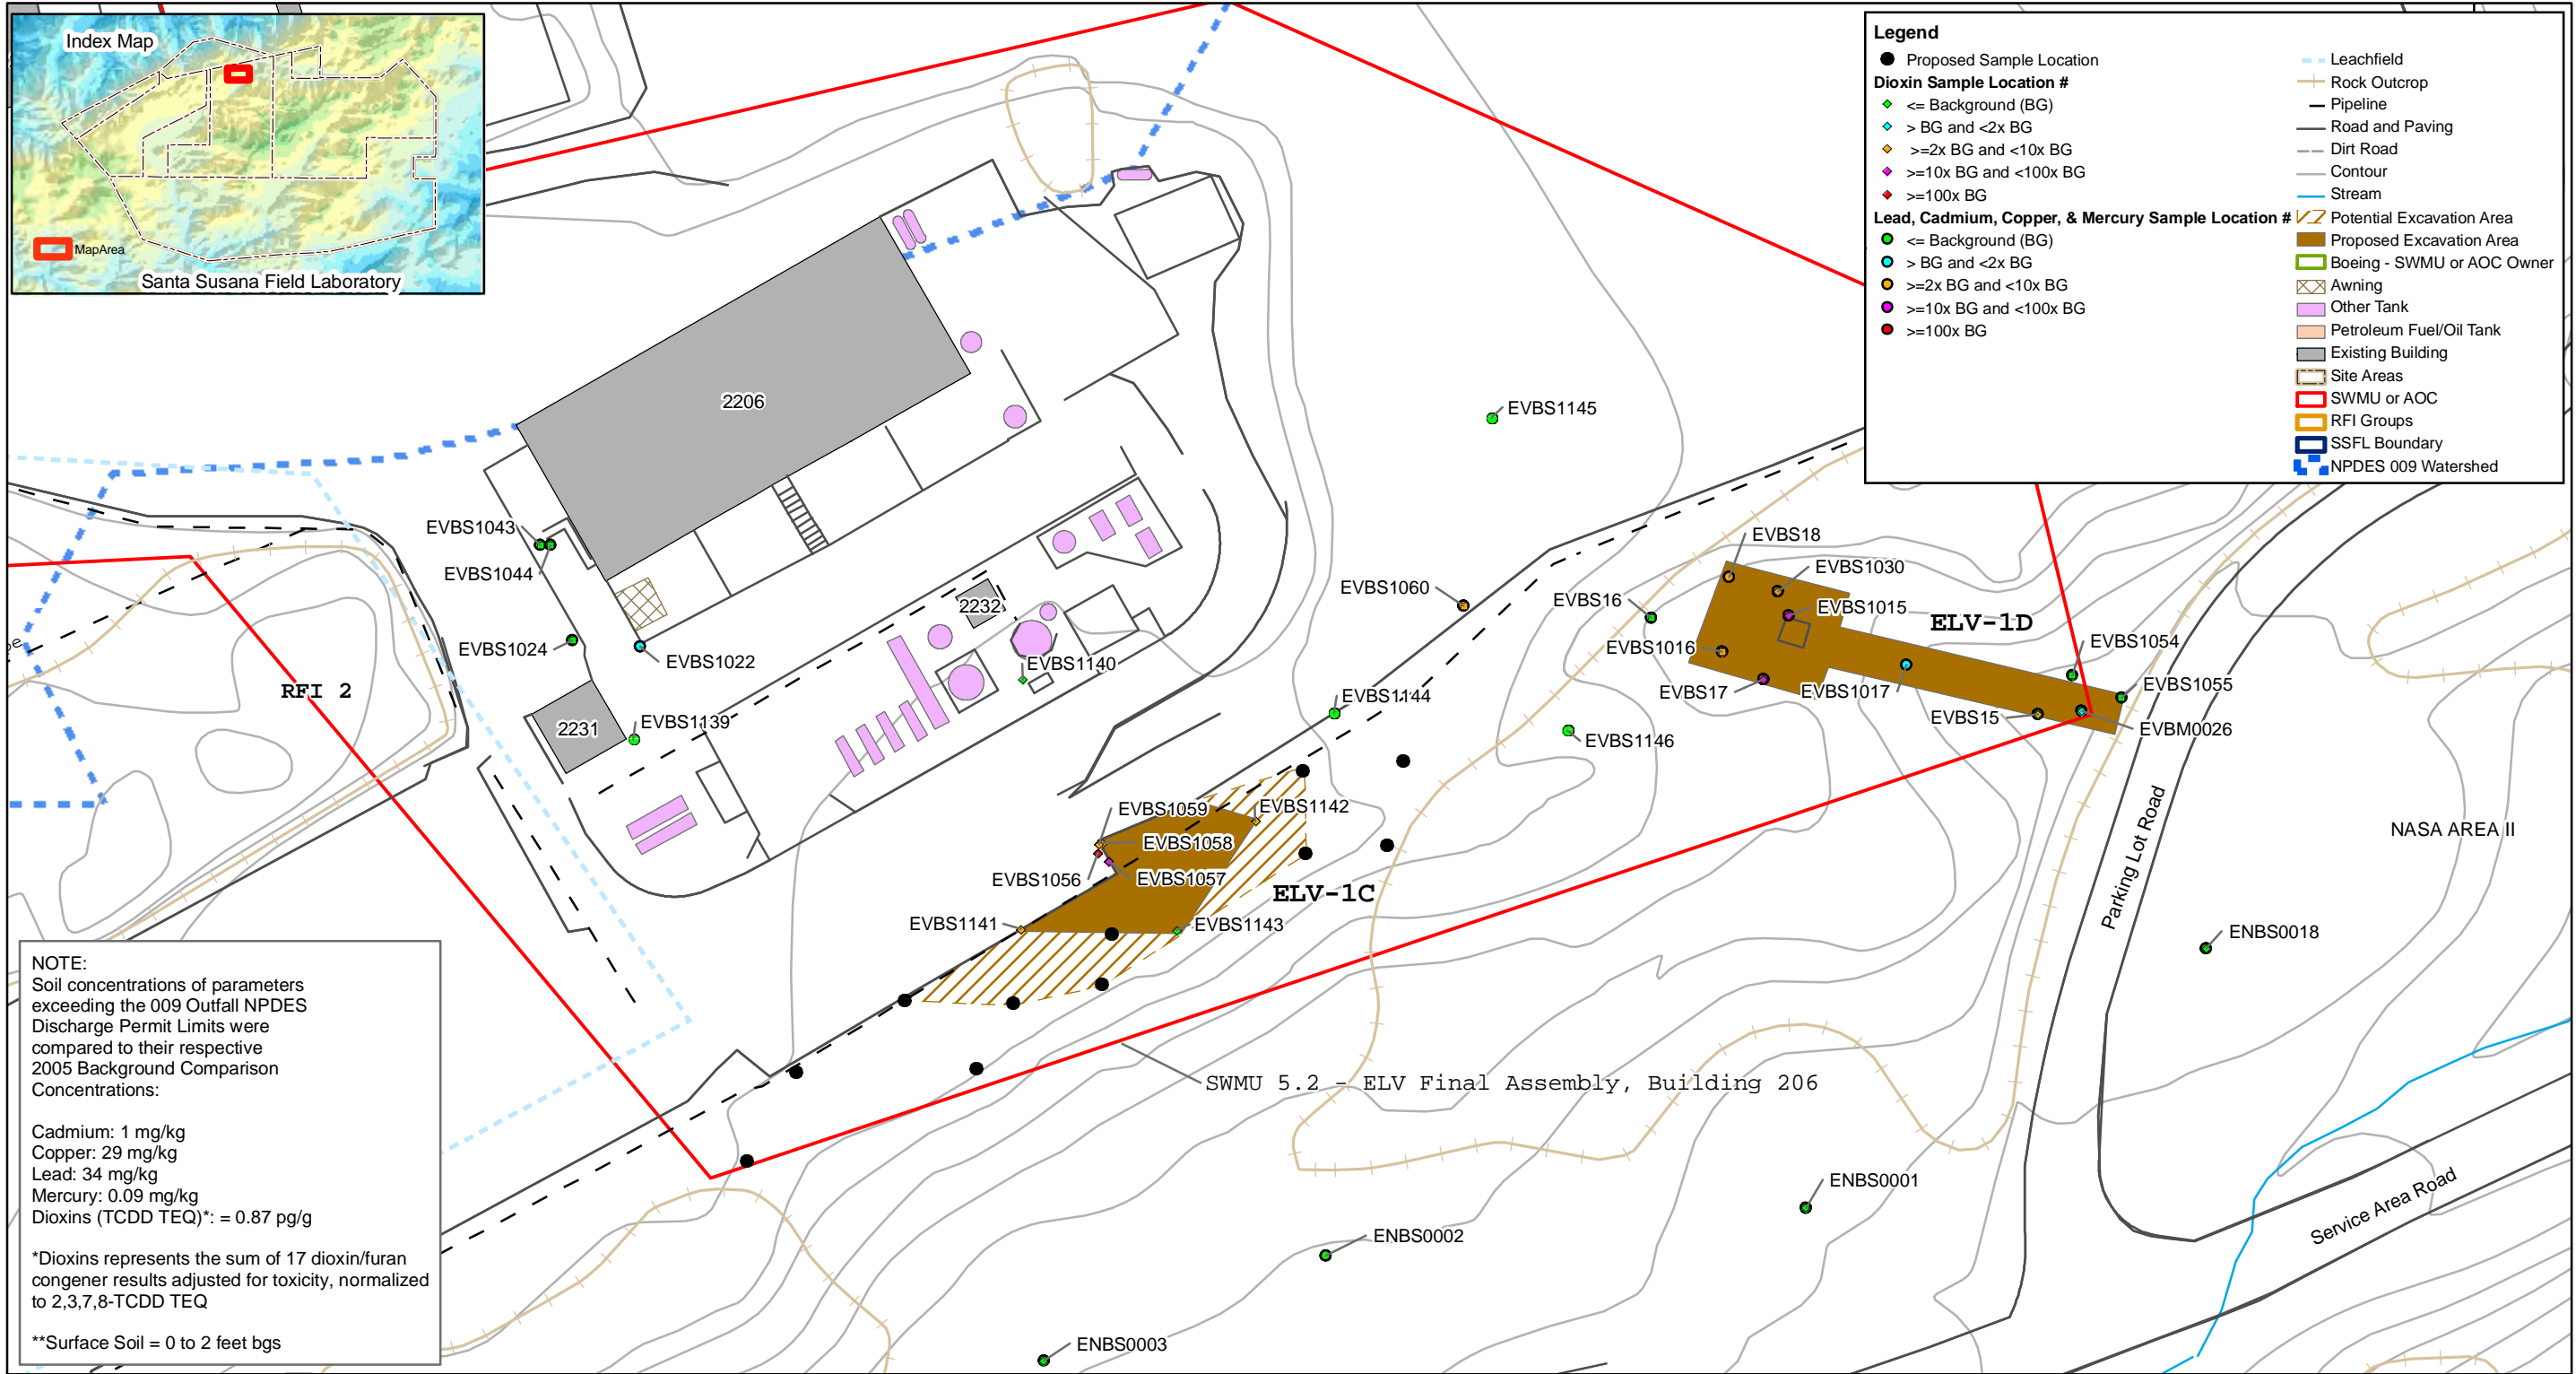 Index Map
MapArea
Santa Susana Field Laboratory
Legend
Proposed Sample Location
Dioxin Sample Location #
<= Background (BG)
> BG and <2x BG
>=2x BG and <10x BG
>=10x BG and <100x BG
>=100x BG
Lead, Cadmium, Copper, & Mercury Sample Location #
<= Background (BG)
> BG and <2x BG
>=2x BG and <10x BG
>=10x BG and <100x BG
>=100x BG
Leachfield
Rock Outcrop
Pipeline
Road and Paving
Dirt Road
Contour
Stream
Potential Excavation Area
Proposed Excavation Area
Boeing - SWMU or AOC Owner
Awning
Other Tank
Petroleum Fuel/Oil Tank
Existing Building
Site Areas
SWMU or AOC
RFI Groups
SSFL Boundary
NPDES 009 Watershed
2206
EVBS1145
EVBS1043
EVBS1044
EVBS18
EVBS1030
EVBS1060
EVBS16
EVBS1015
2232
ELV-1D
EVBS1024
EVBS1022
EVBS1140
EVBS1016
EVBS1054
RFI 2
EVBS1144
EVBS17
EVBS1017
EVBS1055
2231
EVBS1139
EVBS1146
EVBS15
EVBM0026
EVBS1059
EVBS1142
EVBS1058
EVBS1056
EVBS1057
ELV-1C
EVBS1141
EVBS1143
Parking Lot Road
NASA AREA II
ENBS0018
SWMU 5.2 - ELV Final Assembly, Building 206
ENBS0001
ENBS0002
Service Area Road
ENBS0003
NOTE:
Soil concentrations of parameters
exceeding the 009 Outfall NPDES
Discharge Permit Limits were
compared to their respective
2005 Background Comparison
Concentrations:
Cadmium: 1 mg/kg
Copper: 29 mg/kg
Lead: 34 mg/kg
Mercury: 0.09 mg/kg
Dioxins (TCDD TEQ)*: = 0.87 pg/g
*Dioxins represents the sum of 17 dioxin/furan
congener results adjusted for toxicity, normalized
to 2,3,7,8-TCDD TEQ
**Surface Soil = 0 to 2 feet bgs